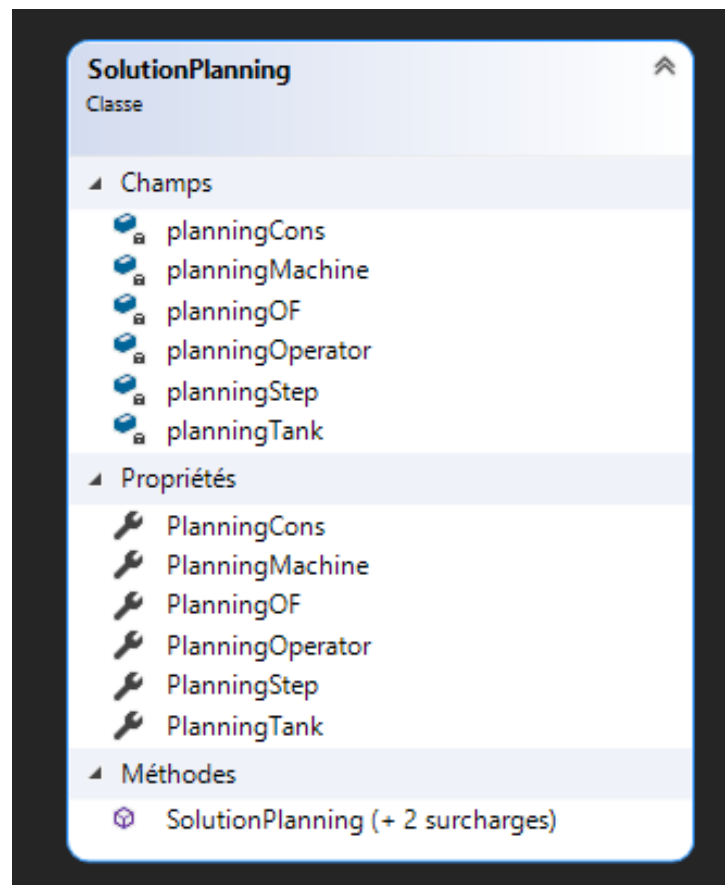 SolutionPlanning
Classe
Champs
planningCons
planningMachine
planningOF
planningOperator
planningStep
planningTank
Propriétés
PlanningCons
PlanningMachine
PlanningOF
PlanningOperator
PlanningStep
PlanningTank
Méthodes
SolutionPlanning (+ 2 surcharges)